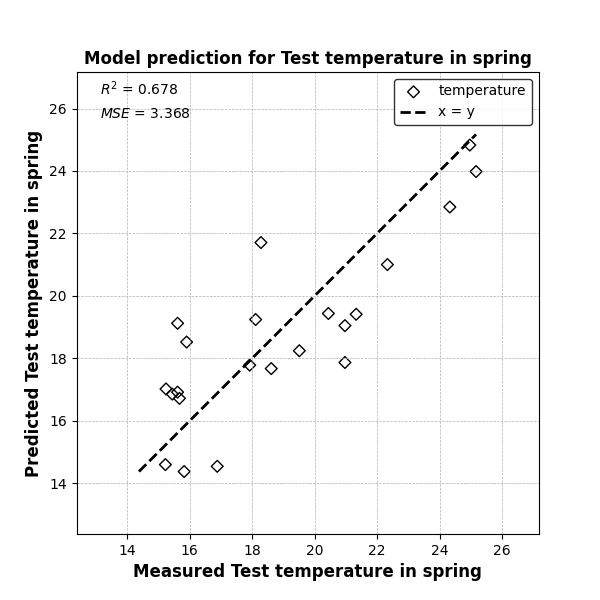 Model prediction for Test temperature in spring
R² = 0.678
MSE = 3.368
temperature
x = y
26
24
22
20
18
16
14
Predicted Test temperature in spring
14 16 18 20 22 24 26
Measured Test temperature in spring